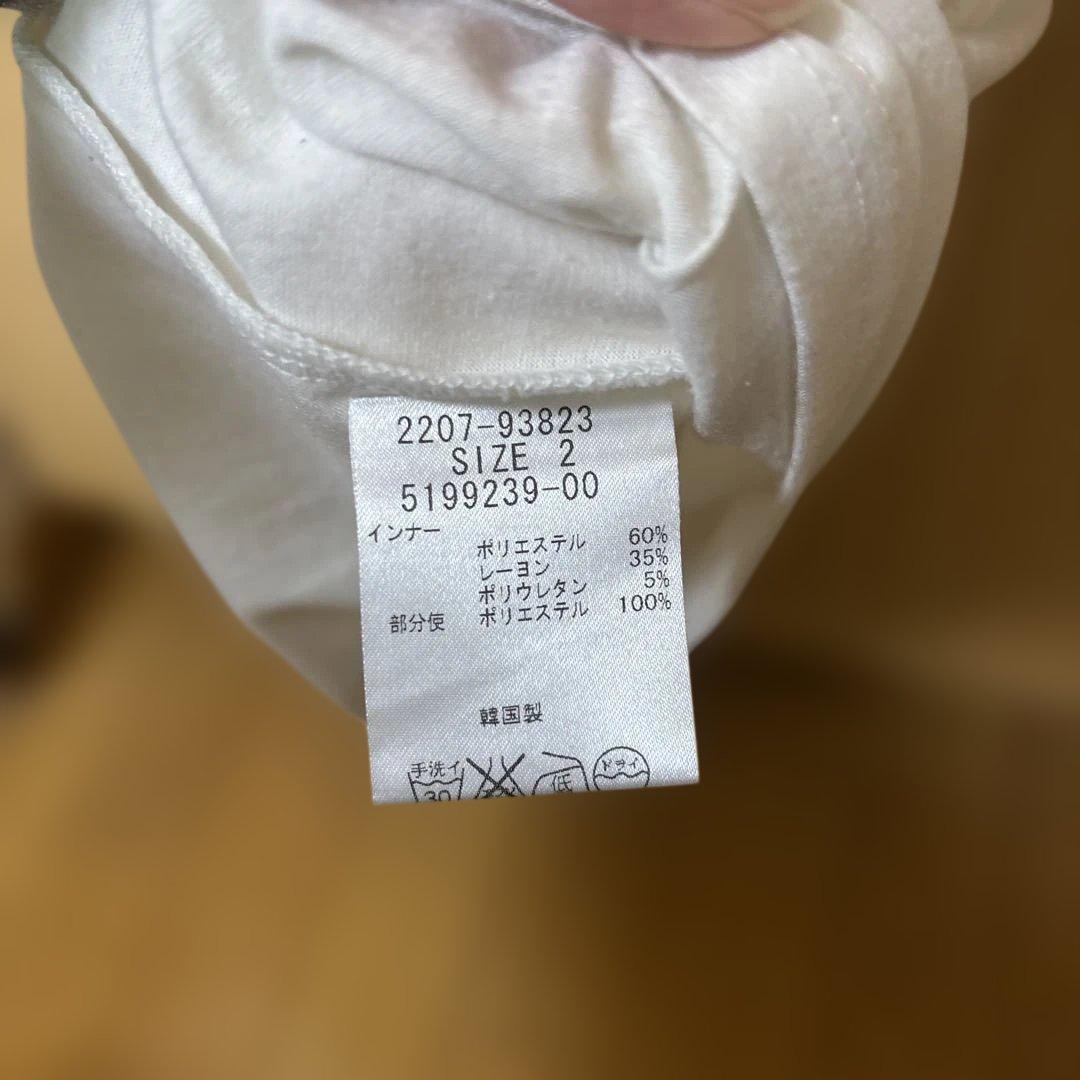 2207-93823
SIZE 2
5199239-00
インナー
ポリエステル 60%
レーヨン 35%
ポリウレタン 5%
部分使 ポリエステル 100%
韓国製
手洗イ 低 ドライ
30